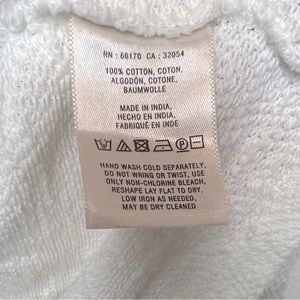 RN : 66170 CA : 32054
100% COTTON, COTON,
ALGODÓN, COTONE,
BAUMWOLLE
MADE IN INDIA,
HECHO EN INDIA,
FABRIQUÉ EN INDE
HAND WASH COLD SEPARATELY,
DO NOT WRING OR TWIST, USE
ONLY NON-CHLORINE BLEACH,
RESHAPE LAY FLAT TO DRY,
LOW IRON AS NEEDED,
MAY BE DRY CLEANED